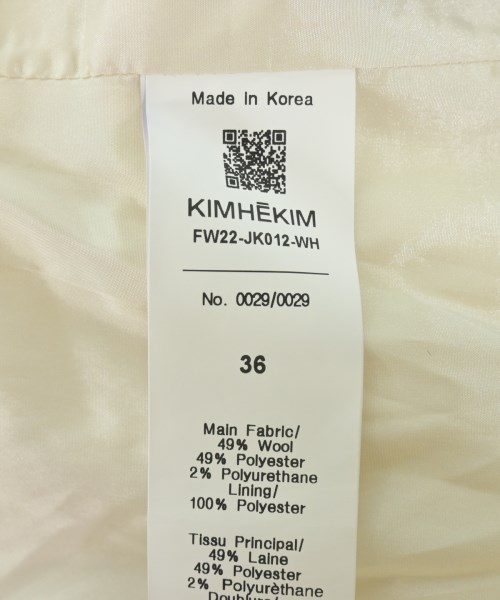 Made in Korea
KIMHĒKIM
FW22-JK012-WH
No. 0029/0029
36
Main Fabric/
49% Wool
49% Polyester
2% Polyurethane
Lining/
100% Polyester
Tissu Principal/
49% Laine
49% Polyester
2% Polyurèthane
Doublure/